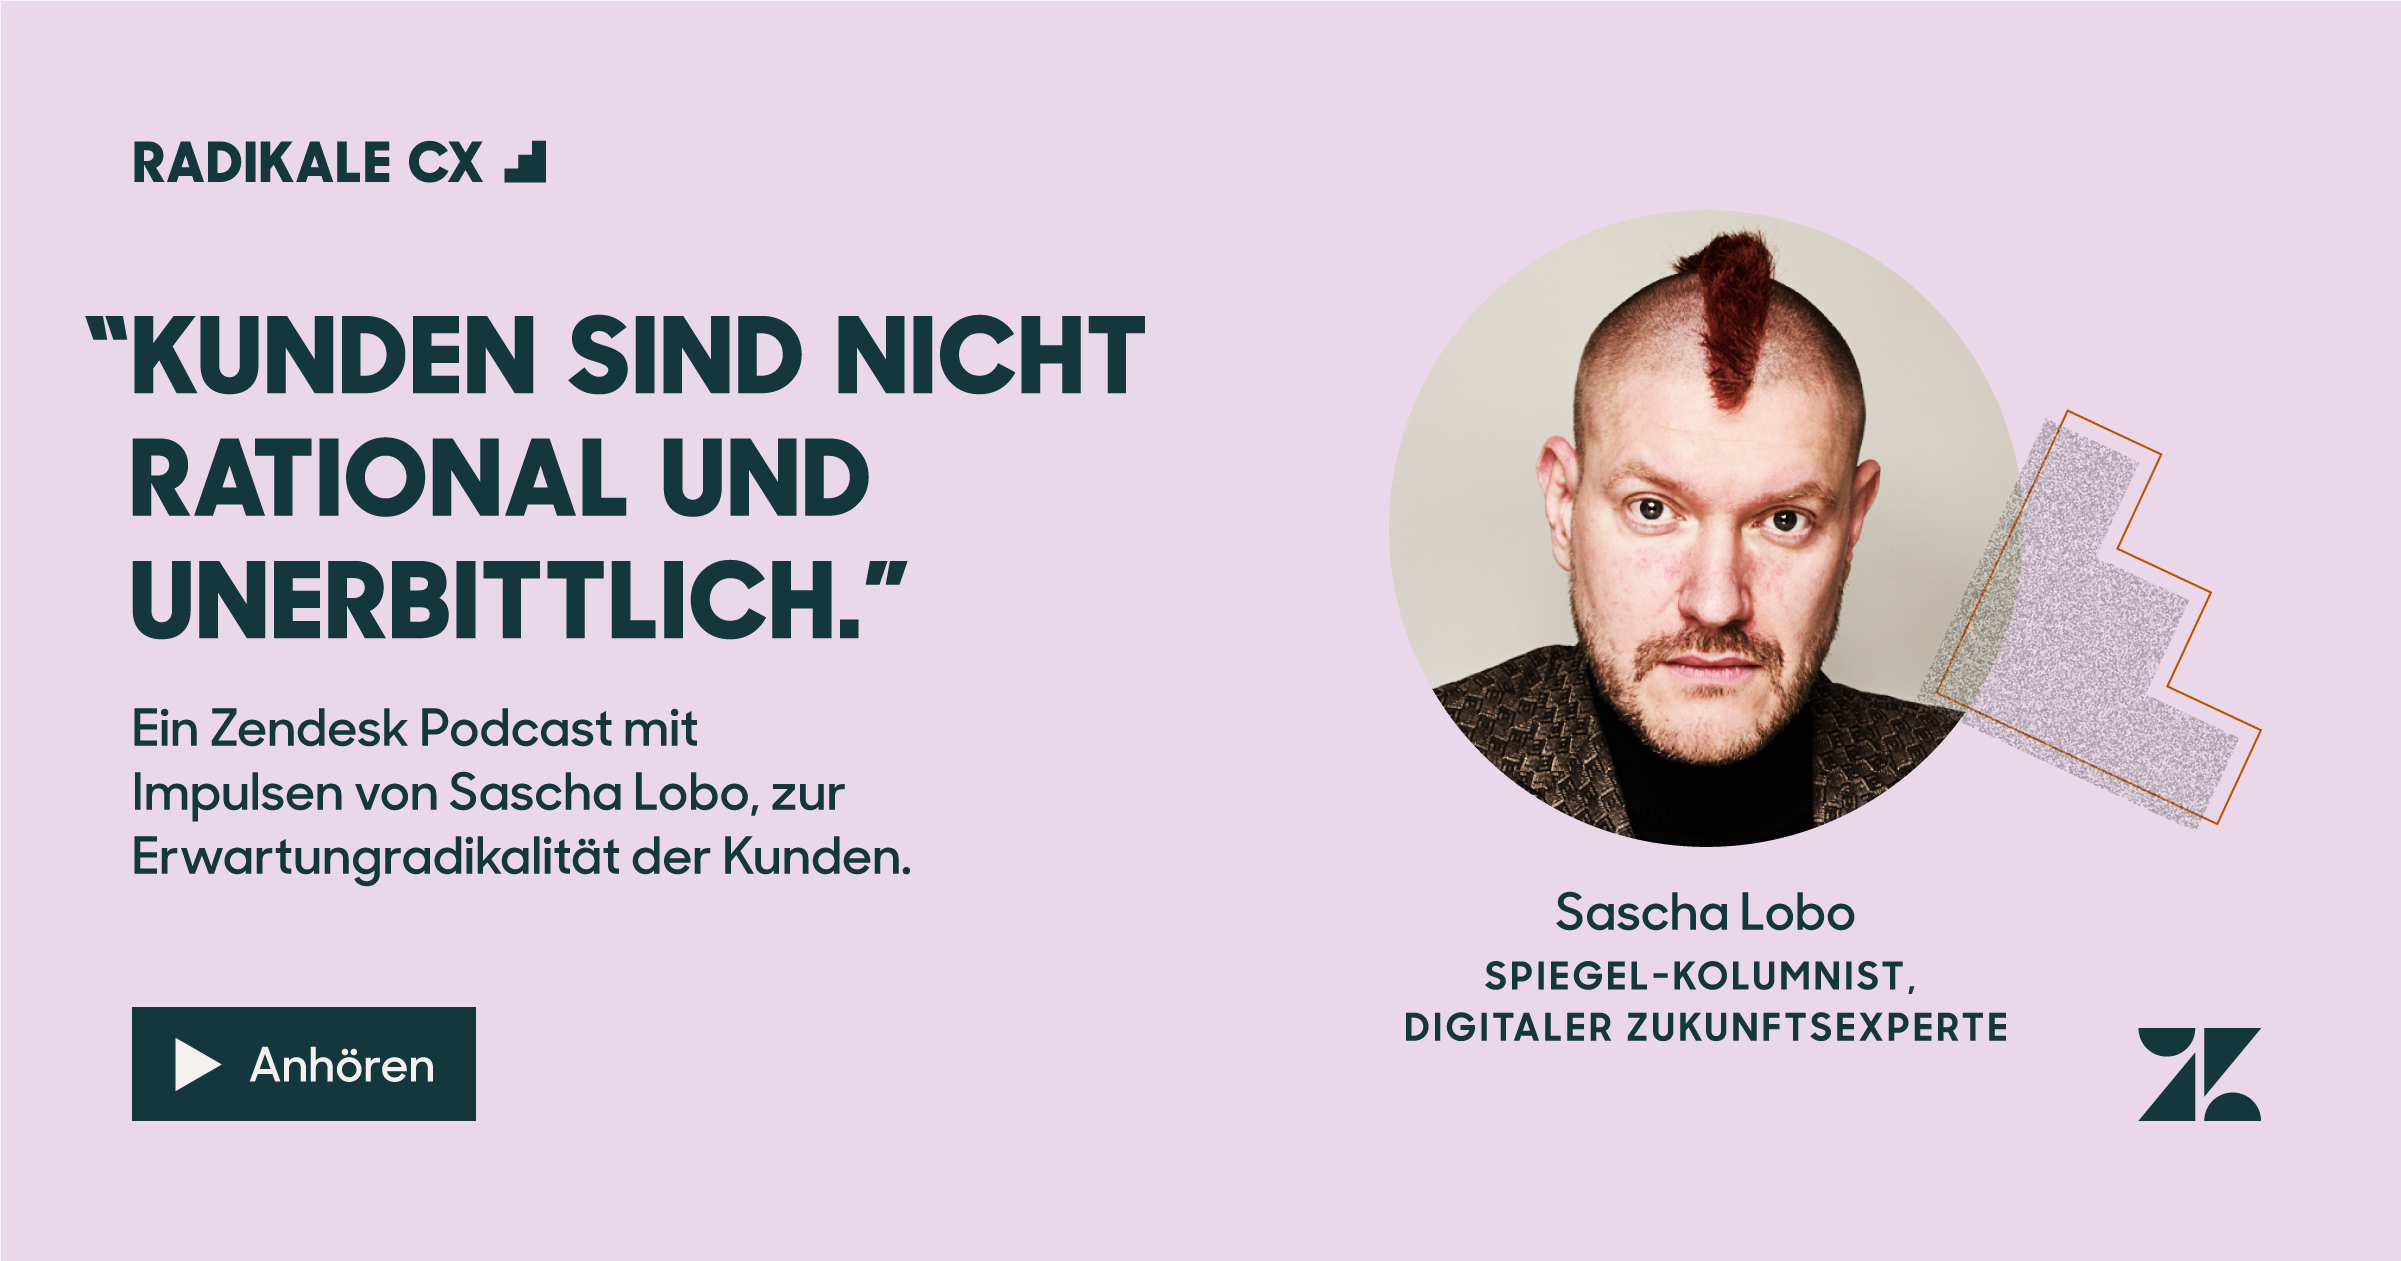 RADIKALE CX
“KUNDEN SIND NICHT
RATIONAL UND
UNERBITTLICH.”
Ein Zendesk Podcast mit
Impulsen von Sascha Lobo, zur
Erwartungradikalität der Kunden.
Anhören
Sascha Lobo
SPIEGEL-KOLUMNIST,
DIGITALER ZUKUNFTSEXPERTE